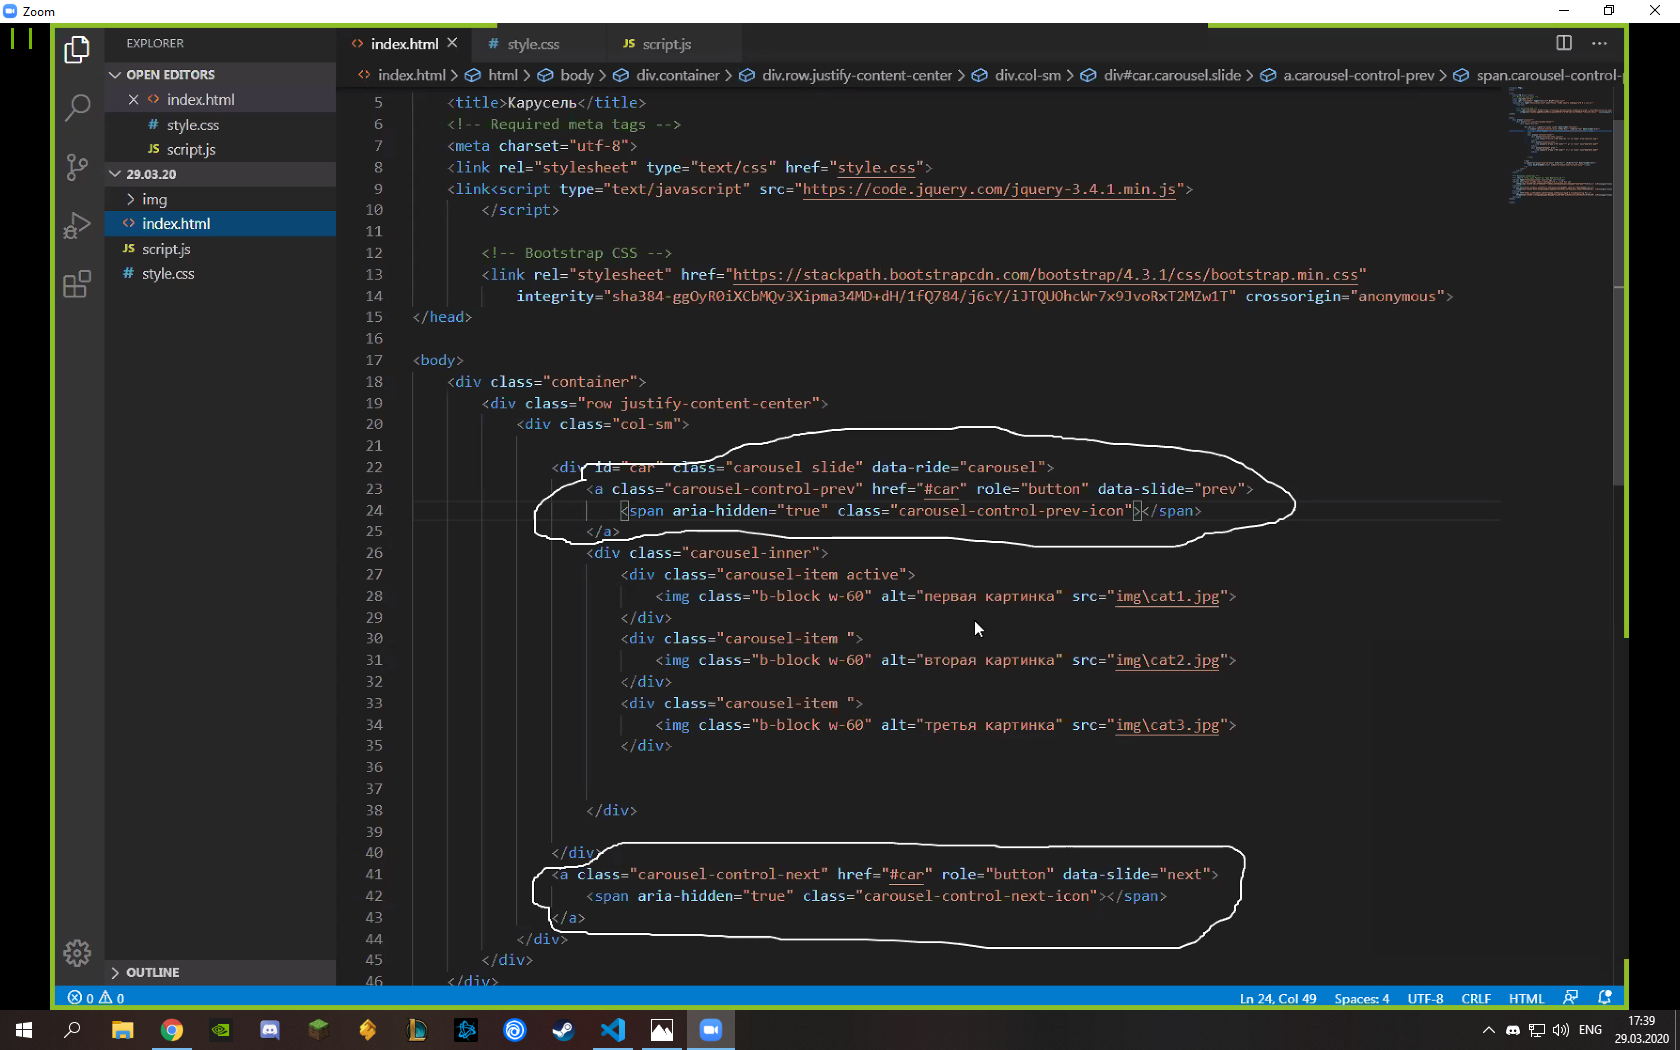 Zoom
EXPLORER
OPEN EDITORS
index.html
style.css
script.js
29.03.20
img
index.html
script.js
style.css
OUTLINE
index.html
style.css
script.js
index.html > html > body > div.container > div.row.justify-content-center > div.col-sm > div#car.carousel.slide > a.carousel-control-prev > span.carousel-control-
5 <title>Карусель</title>
6 <!-- Required meta tags -->
7 <meta charset="utf-8">
8 <link rel="stylesheet" type="text/css" href="style.css">
9 <link<script type="text/javascript" src="https://code.jquery.com/jquery-3.4.1.min.js">
10 </script>
11
12 <!-- Bootstrap CSS -->
13 <link rel="stylesheet" href="https://stackpath.bootstrapcdn.com/bootstrap/4.3.1/css/bootstrap.min.css"
14 integrity="sha384-ggOyR0iXCbMQv3Xipma34MD+dH/1fQ784/j6cY/iJTQUOhcWr7x9JvoRxT2MZw1T" crossorigin="anonymous">
15 </head>
16
17 <body>
18 <div class="container">
19 <div class="row justify-content-center">
20 <div class="col-sm">
21
22 <div id="car" class="carousel slide" data-ride="carousel">
23 <a class="carousel-control-prev" href="#car" role="button" data-slide="prev">
24 <span aria-hidden="true" class="carousel-control-prev-icon"></span>
25 </a>
26 <div class="carousel-inner">
27 <div class="carousel-item active">
28 <img class="b-block w-60" alt="первая картинка" src="img\cat1.jpg">
29 </div>
30 <div class="carousel-item ">
31 <img class="b-block w-60" alt="вторая картинка" src="img\cat2.jpg">
32 </div>
33 <div class="carousel-item ">
34 <img class="b-block w-60" alt="третья картинка" src="img\cat3.jpg">
35 </div>
36
37
38 </div>
39
40 </div>
41 <a class="carousel-control-next" href="#car" role="button" data-slide="next">
42 <span aria-hidden="true" class="carousel-control-next-icon"></span>
43 </a>
44 </div>
45 </div>
46 </div>
0 0 Ln 24, Col 49 Spaces: 4 UTF-8 CRLF HTML
ENG 17:39
29.03.2020